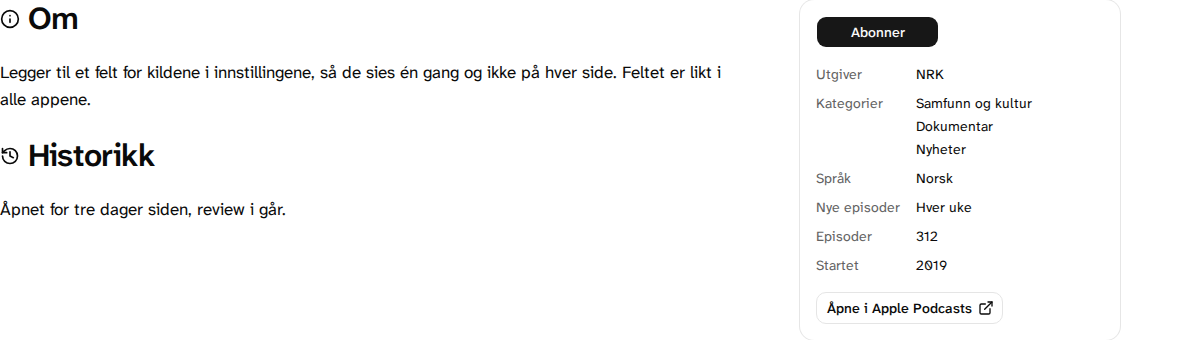 Om
Legger til et felt for kildene i innstillingene, så de sies én gang og ikke på hver side. Feltet er likt i
alle appene.
Historikk
Åpnet for tre dager siden, review i går.
Abonner
Utgiver NRK
Kategorier Samfunn og kultur
Dokumentar
Nyheter
Språk Norsk
Nye episoder Hver uke
Episoder 312
Startet 2019
Åpne i Apple Podcasts